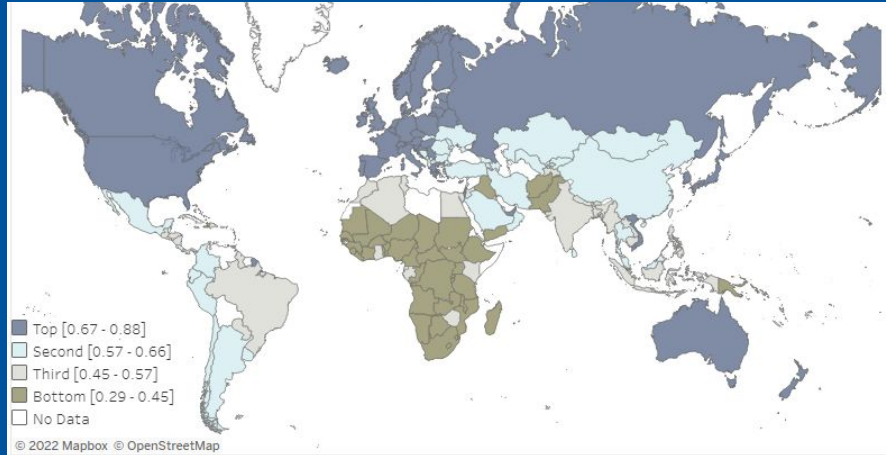 Top [0.67 - 0.88]
Second [0.57 - 0.66]
Third [0.45 - 0.57]
Bottom [0.29 - 0.45]
No Data
© 2022 Mapbox © OpenStreetMap